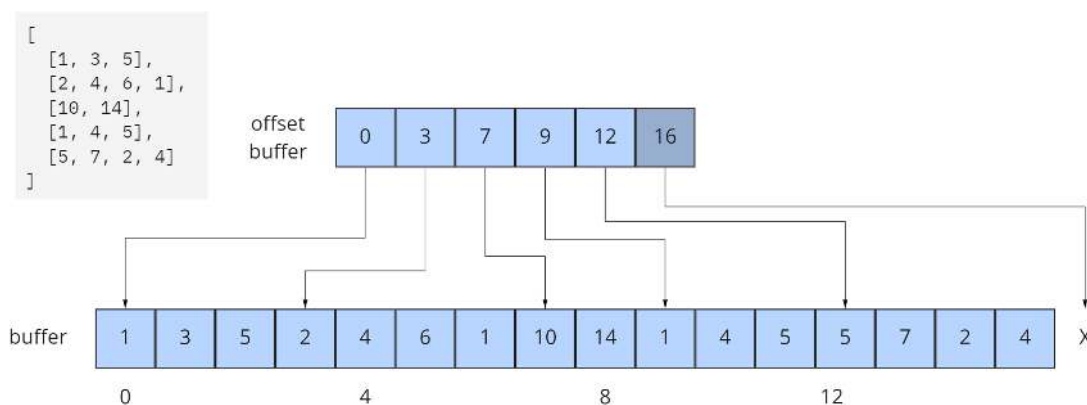 [
[1, 3, 5],
[2, 4, 6, 1],
[10, 14],
[1, 4, 5],
[5, 7, 2, 4]
]
offset
buffer
0 3 7 9 12 16
buffer 1 3 5 2 4 6 1 10 14 1 4 5 5 7 2 4 X
0 4 8 12